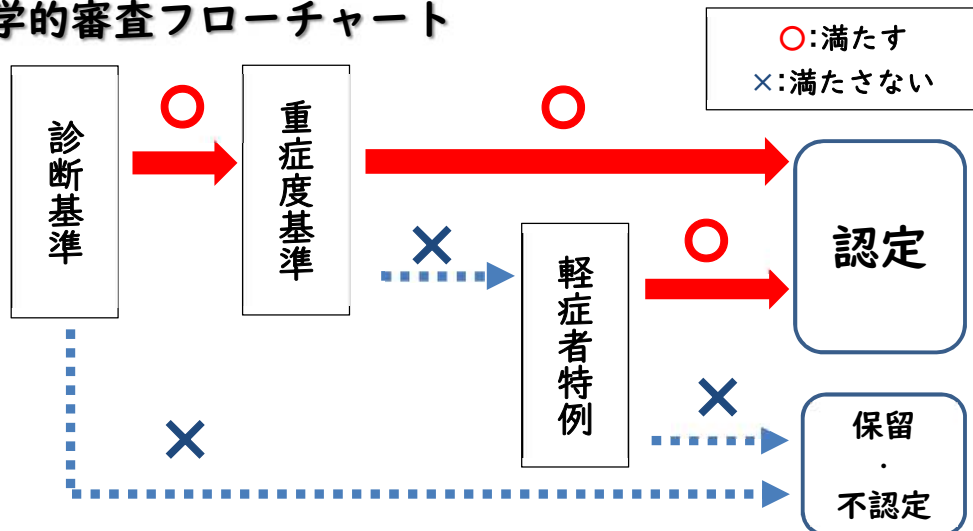 学的審査フローチャート
○:満たす
×:満たさない
診断基準
○
重症度基準
○
×
軽症者特例
○
×
認定
×
保留
・
不認定